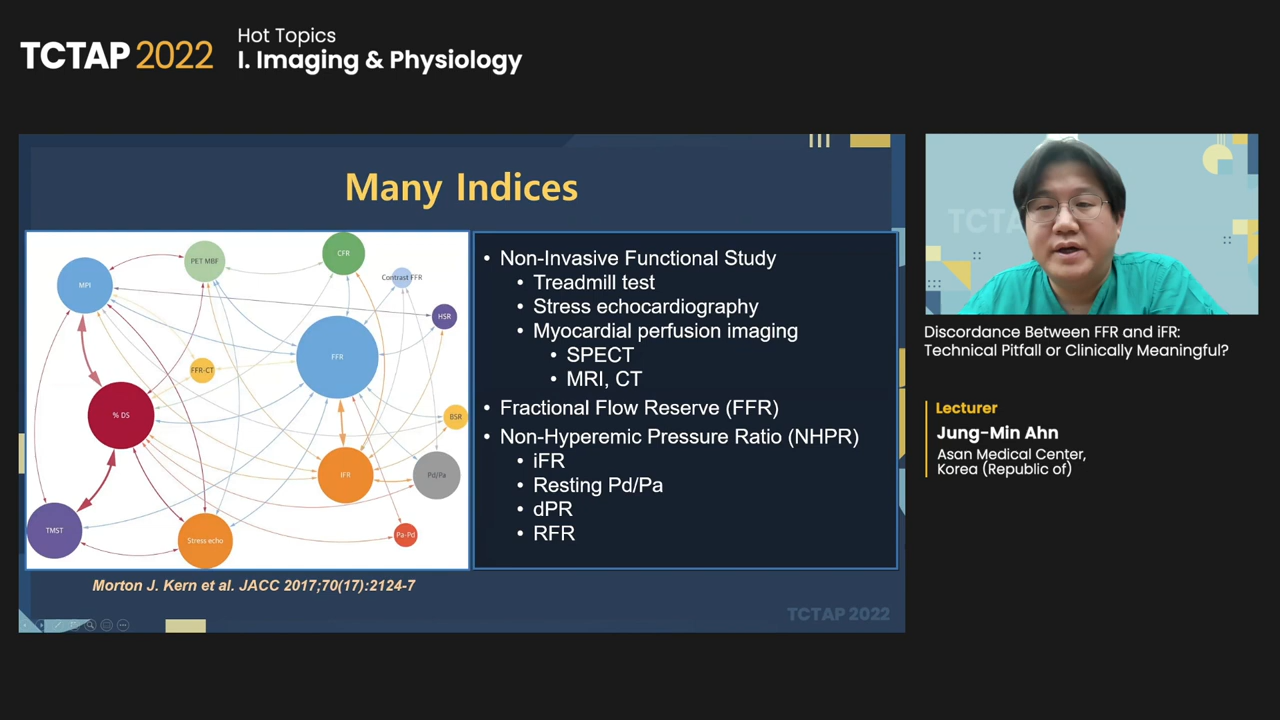 TCTAP 2022
Hot Topics
I. Imaging & Physiology
Many Indices
MPI
PET MBF
CFR
Contrast FFR
HSR
FFR
FFR-CT
% DS
BSR
IFR
Pd/Pa
TMST
Stress echo
Pa-Pd
• Non-Invasive Functional Study
• Treadmill test
• Stress echocardiography
• Myocardial perfusion imaging
• SPECT
• MRI, CT
• Fractional Flow Reserve (FFR)
• Non-Hyperemic Pressure Ratio (NHPR)
• iFR
• Resting Pd/Pa
• dPR
• RFR
Morton J. Kern et al. JACC 2017;70(17):2124-7
TCTAP 2022
TCTAP
Discordance Between FFR and iFR:
Technical Pitfall or Clinically Meaningful?
Lecturer
Jung-Min Ahn
Asan Medical Center,
Korea (Republic of)